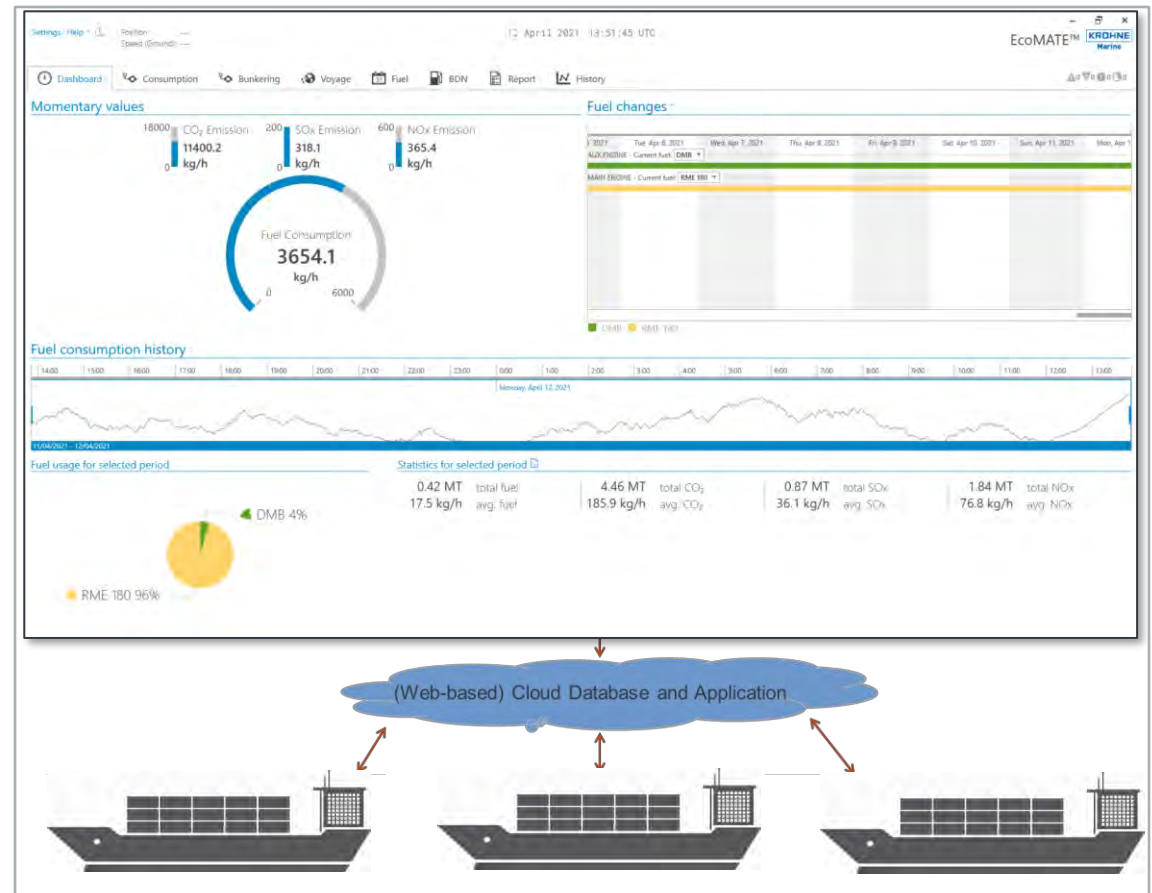 Settings Help
Position: ---
Speed (Ground): ---
12 April 2021 13:51:45 UTC
EcoMATE™ KROHNE
Marine
Dashboard Consumption Bunkering Voyage Fuel BDN Report History
Momentary values
18000 CO₂ Emission
11400.2
kg/h
0
200 SOx Emission
318.1
kg/h
0
600 NOx Emission
365.4
kg/h
0
Fuel Consumption
3654.1
kg/h
0 6000
Fuel changes
, 2021 Tue, Apr 6, 2021 Wed, Apr 7, 2021 Thu, Apr 8, 2021 Fri, Apr 9, 2021 Sat, Apr 10, 2021 Sun, Apr 11, 2021 Mon, Apr 1
AUX ENGINE - Current fuel: DMB
MAIN ENGINE - Current fuel: RME 180
DMB RME 180
Fuel consumption history
14:00 15:00 16:00 17:00 18:00 19:00 20:00 21:00 22:00 23:00 0:00 1:00 2:00 3:00 4:00 5:00 6:00 7:00 8:00 9:00 10:00 11:00 12:00 13:00
Monday, April 12, 2021
11/04/2021 - 12/04/2021
Fuel usage for selected period
DMB 4%
RME 180 96%
Statistics for selected period
0.42 MT total fuel 4.46 MT total CO₂ 0.87 MT total SOx 1.84 MT total NOx
17.5 kg/h avg. fuel 185.9 kg/h avg. CO₂ 36.1 kg/h avg. SOx 76.8 kg/h avg. NOx
(Web-based) Cloud Database and Application